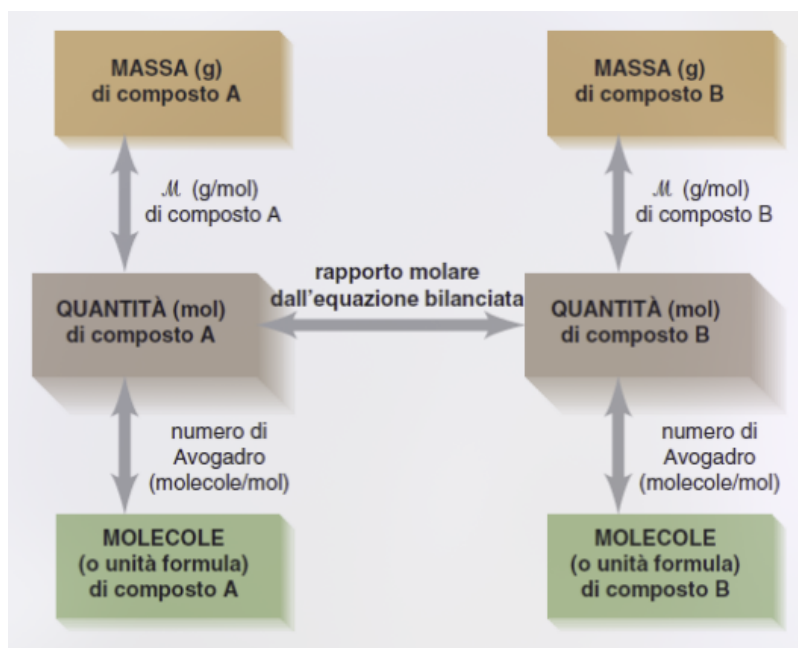 MASSA (g)
di composto A
MASSA (g)
di composto B
ℳ (g/mol)
di composto A
ℳ (g/mol)
di composto B
rapporto molare
dall'equazione bilanciata
QUANTITÀ (mol)
di composto A
QUANTITÀ (mol)
di composto B
numero di
Avogadro
(molecole/mol)
numero di
Avogadro
(molecole/mol)
MOLECOLE
(o unità formula)
di composto A
MOLECOLE
(o unità formula)
di composto B